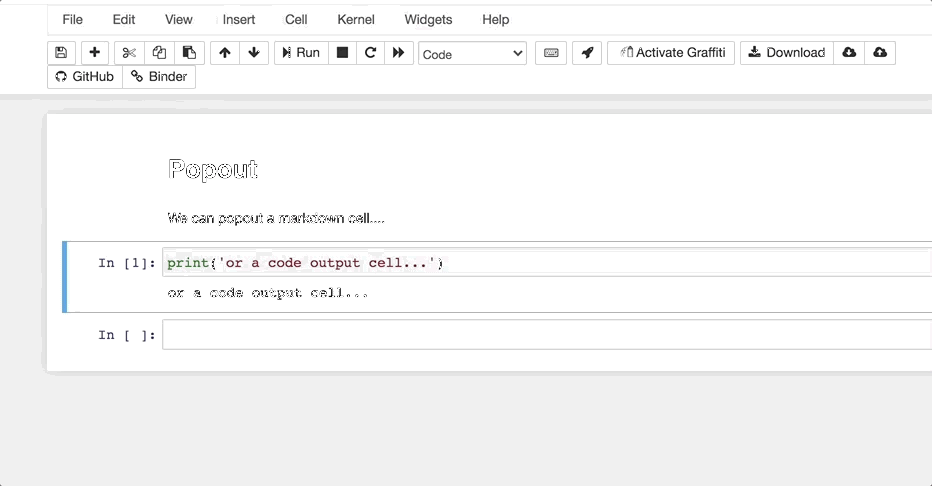 File Edit View Insert Cell Kernel Widgets Help
Run Code Activate Graffiti Download
GitHub Binder
Popout
We can popout a markdown cell....
In [1]: print('or a code output cell...')
or a code output cell...
In [ ]: